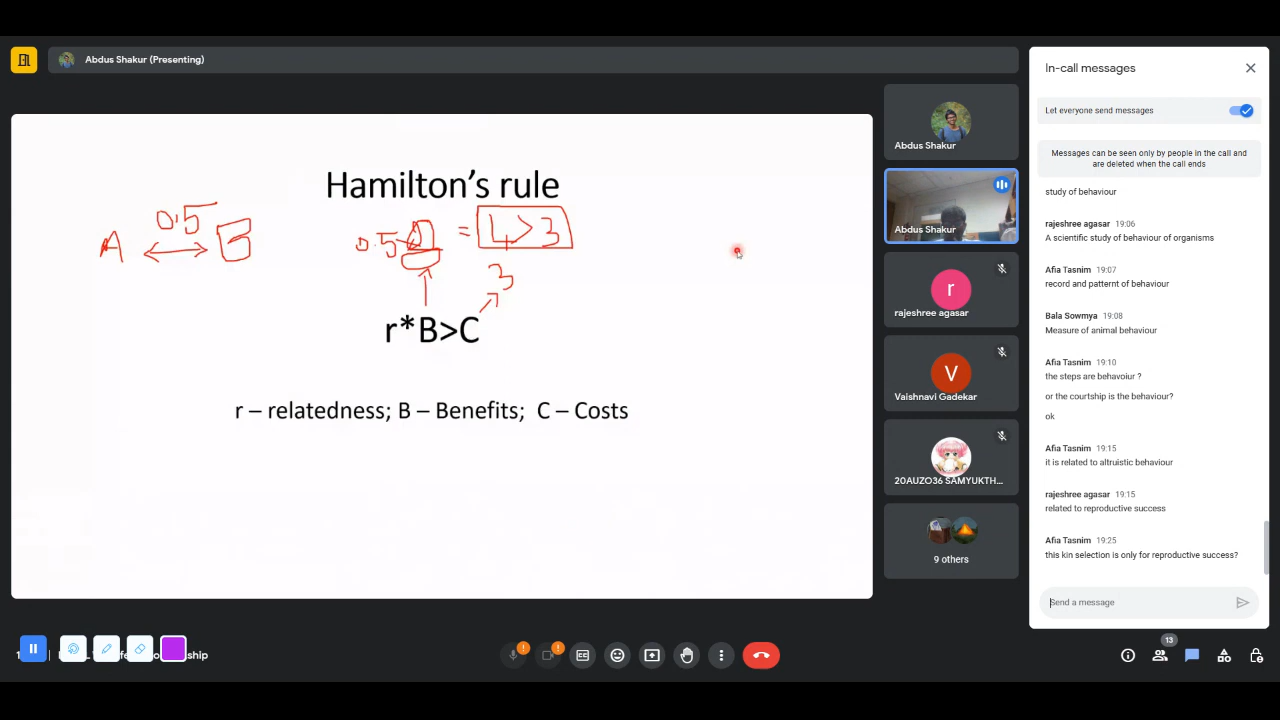 Abdus Shakur (Presenting)
Hamilton's rule
0.5
A
B
0.5
= 4>3
3
r*B>C
r – relatedness; B – Benefits; C – Costs
Abdus Shakur
Abdus Shakur
r
rajeshree agasar
V
Vaishnavi Gadekar
20AUZO36 SAMYUKTH...
9 others
In-call messages
Let everyone send messages
Messages can be seen only by people in the call and
are deleted when the call ends
study of behaviour
rajeshree agasar 19:06
A scientific study of behaviour of organisms
Afia Tasnim 19:07
record and patternt of behaviour
Bala Sowmya 19:08
Measure of animal behaviour
Afia Tasnim 19:10
the steps are behavoiur ?
or the courtship is the behaviour?
ok
Afia Tasnim 19:15
it is related to altruistic behaviour
rajeshree agasar 19:15
related to reproductive success
Afia Tasnim 19:25
this kin selection is only for reproductive success?
Send a message
13